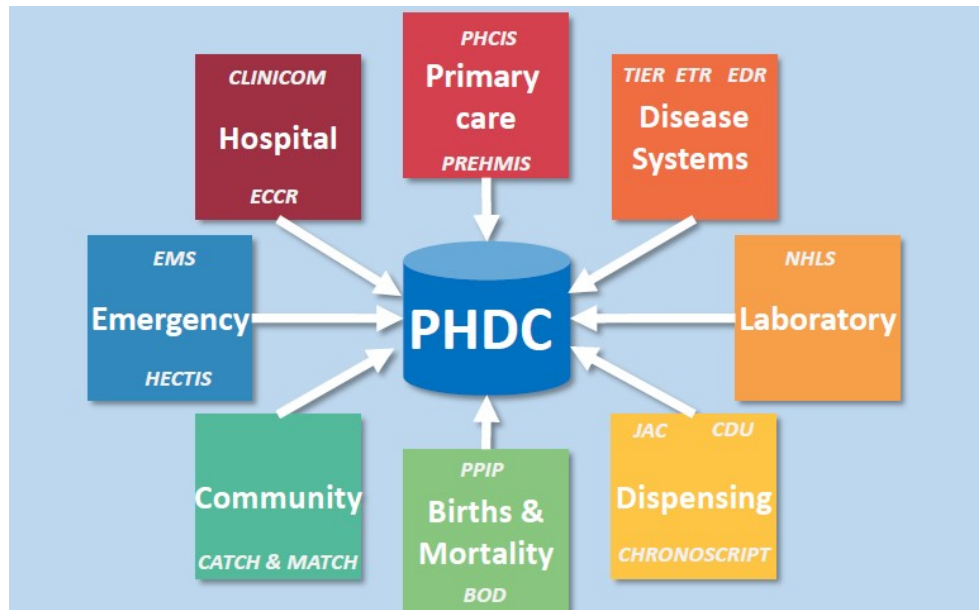 PHCIS
Primary
care
PREHMIS
CLINICOM
Hospital
ECCR
TIER ETR EDR
Disease
Systems
EMS
Emergency
HECTIS
PHDC
NHLS
Laboratory
Community
CATCH & MATCH
PPIP
Births &
Mortality
BOD
JAC CDU
Dispensing
CHRONOSCRIPT